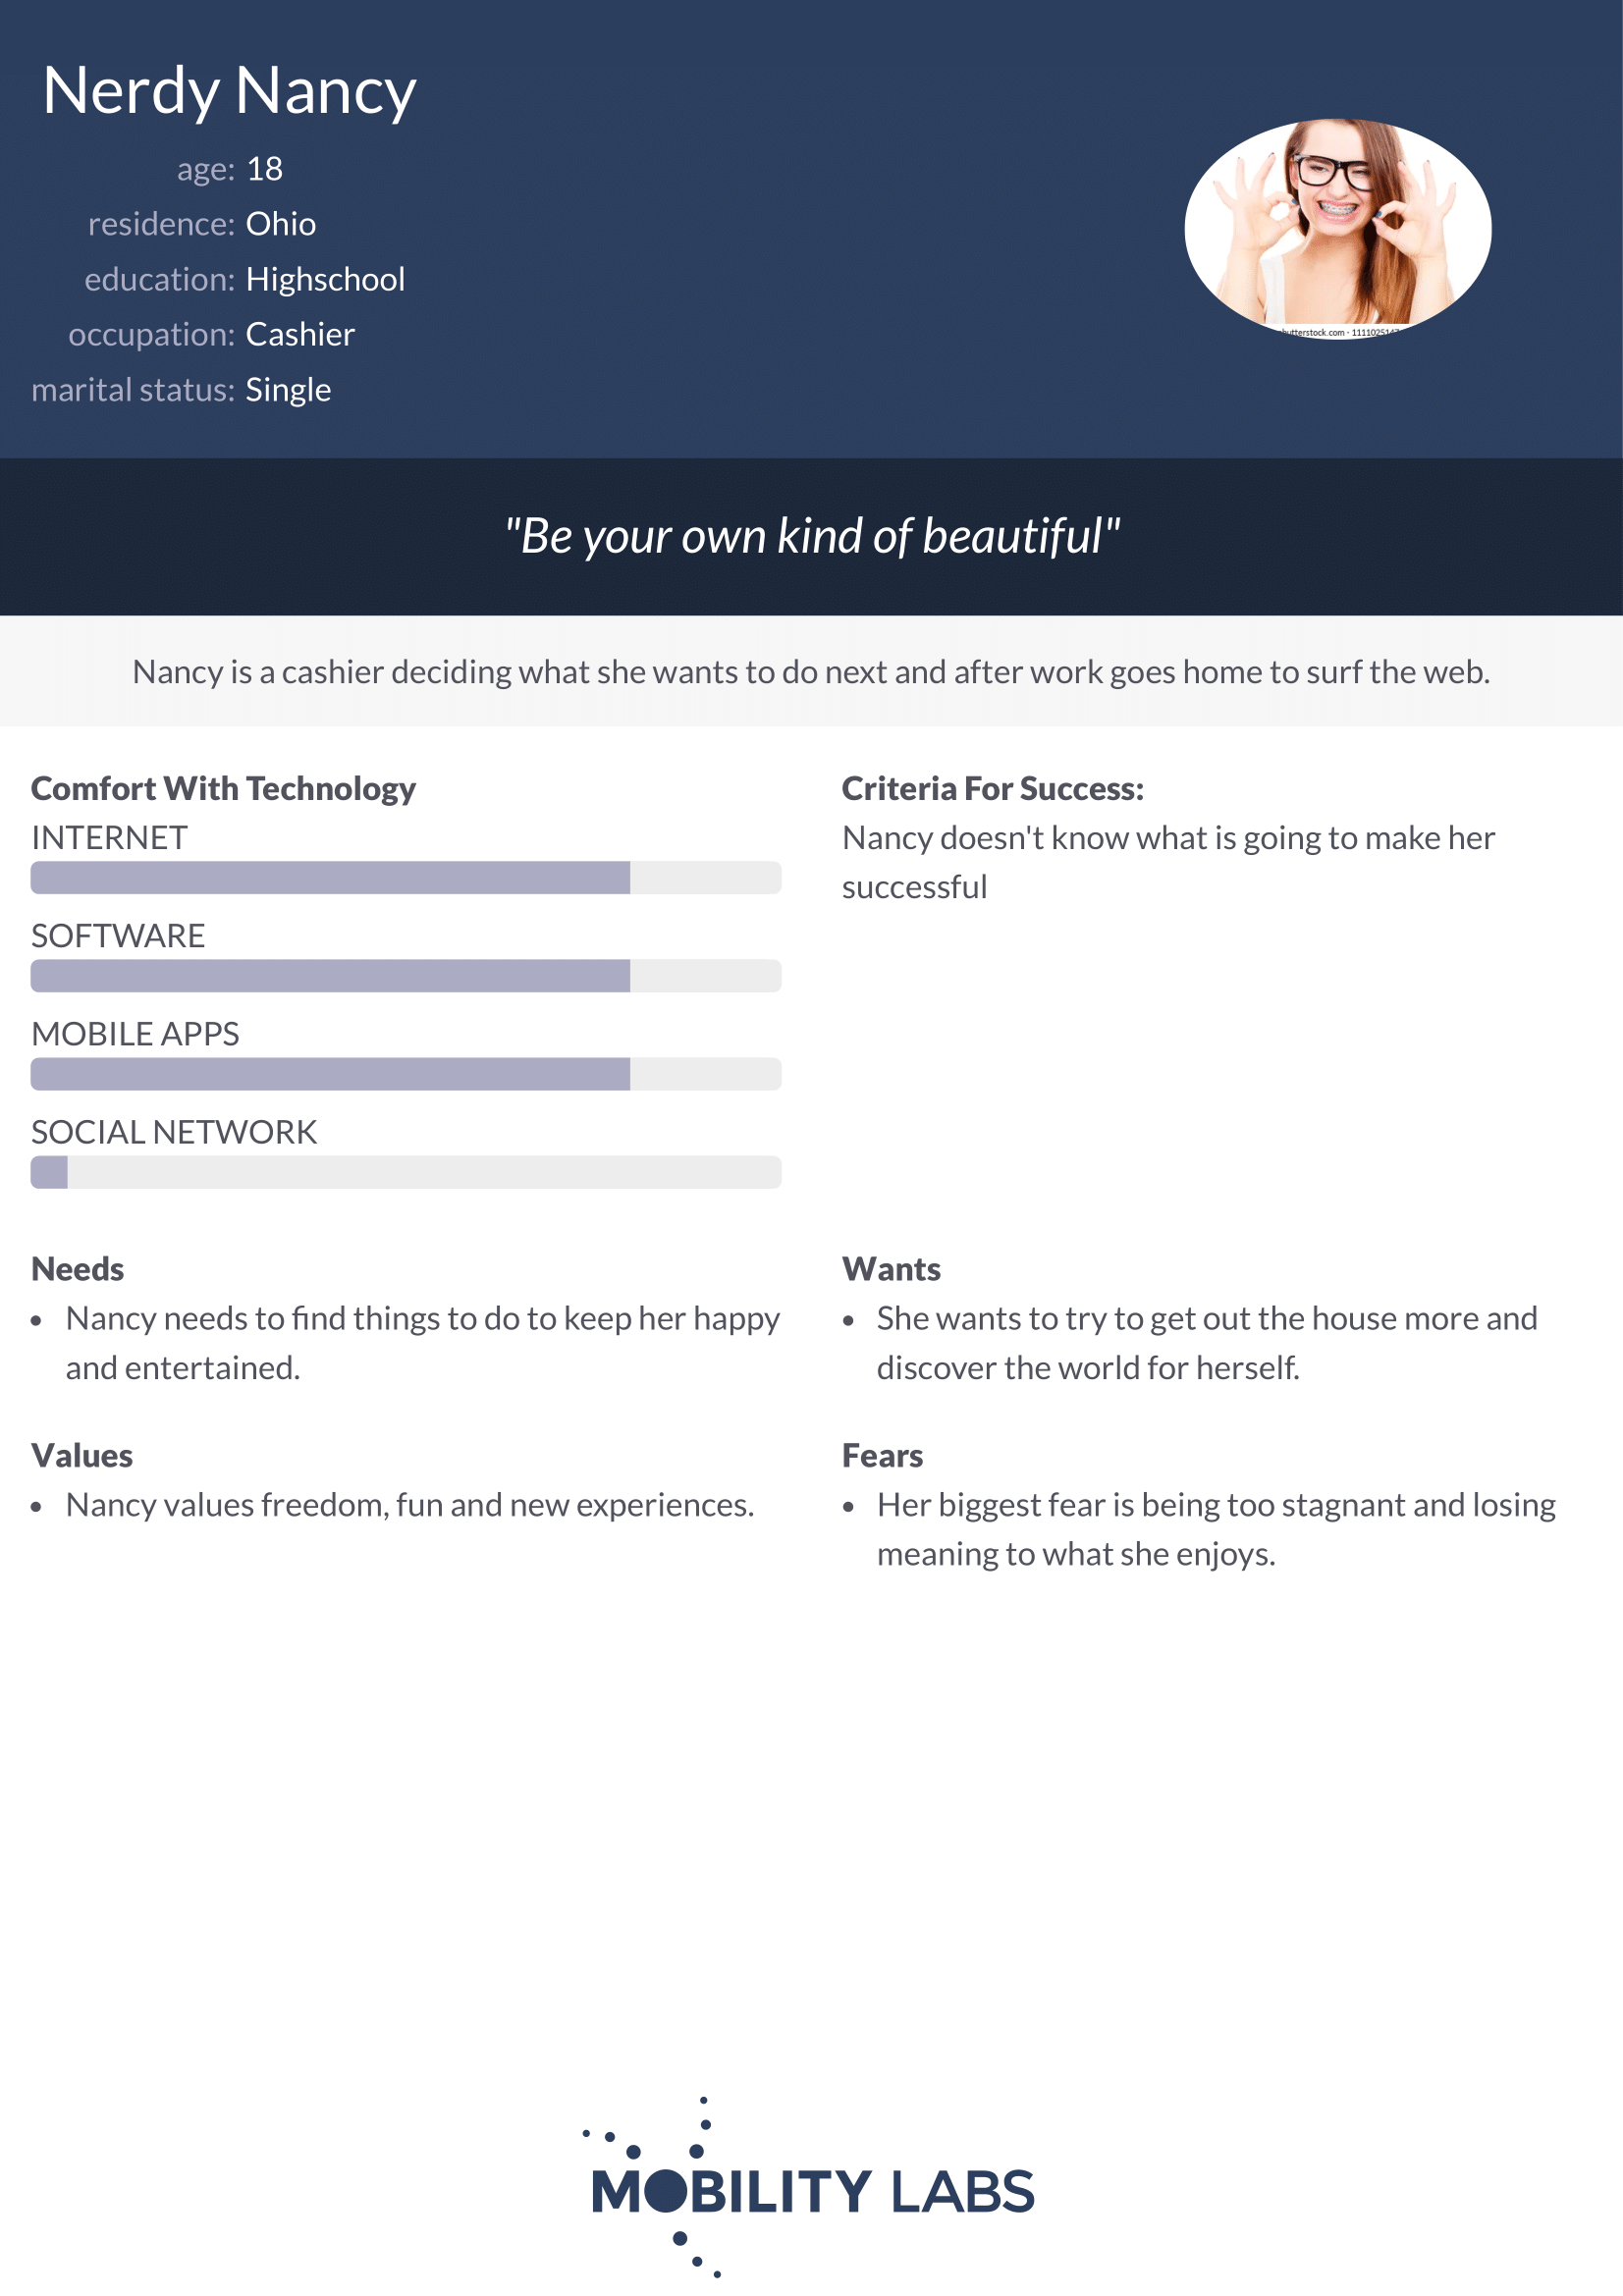 Nerdy Nancy
age: 18
residence: Ohio
education: Highschool
occupation: Cashier
marital status: Single
"Be your own kind of beautiful"
Nancy is a cashier deciding what she wants to do next and after work goes home to surf the web.
Comfort With Technology
INTERNET
SOFTWARE
MOBILE APPS
SOCIAL NETWORK
Criteria For Success:
Nancy doesn't know what is going to make her
successful
Needs
• Nancy needs to find things to do to keep her happy
and entertained.
Wants
• She wants to try to get out the house more and
discover the world for herself.
Values
• Nancy values freedom, fun and new experiences.
Fears
• Her biggest fear is being too stagnant and losing
meaning to what she enjoys.
MOBILITY LABS